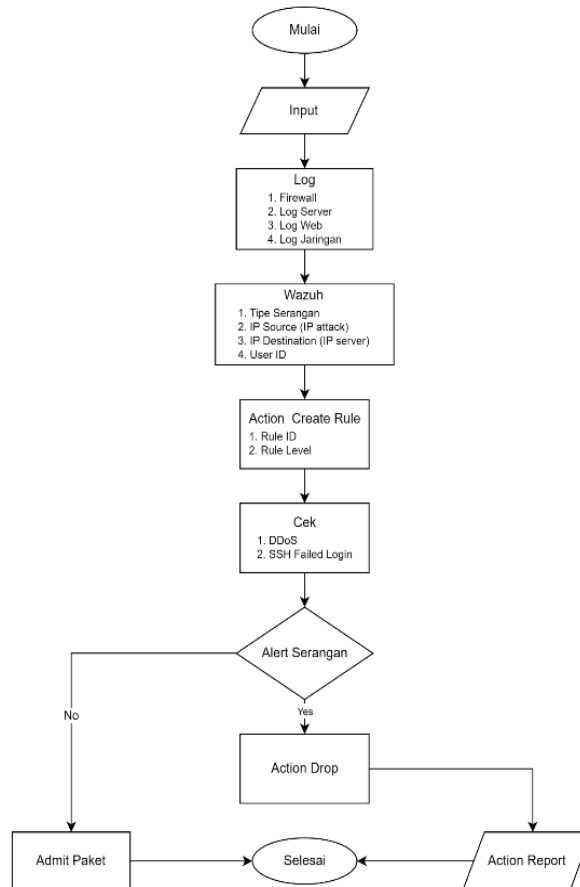 Mulai
Input
Log
1. Firewall
2. Log Server
3. Log Web
4. Log Jaringan
Wazuh
1. Tipe Serangan
2. IP Source (IP attack)
3. IP Destination (IP server)
4. User ID
Action Create Rule
1. Rule ID
2. Rule Level
Cek
1. DDoS
2. SSH Failed Login
Alert Serangan
No
Yes
Action Drop
Admit Paket
Selesai
Action Report